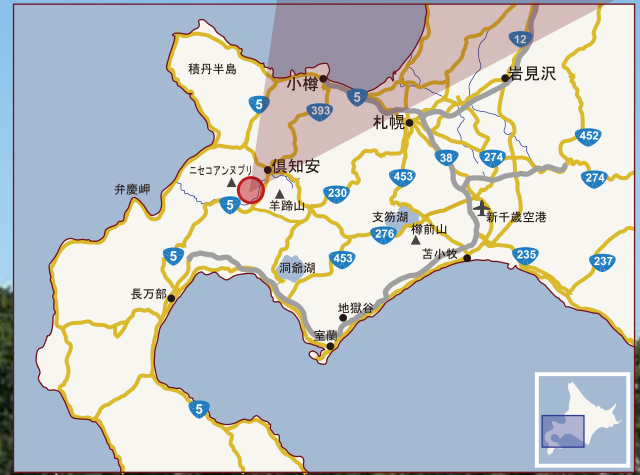 12
積丹半島
小樽
岩見沢
5
5
393
札幌
452
38
274
ニセコアンヌプリ
倶知安
453
274
弁慶岬
羊蹄山
230
5
支笏湖
新千歳空港
276
樽前山
5
453
苫小牧
235
237
洞爺湖
長万部
地獄谷
室蘭
5